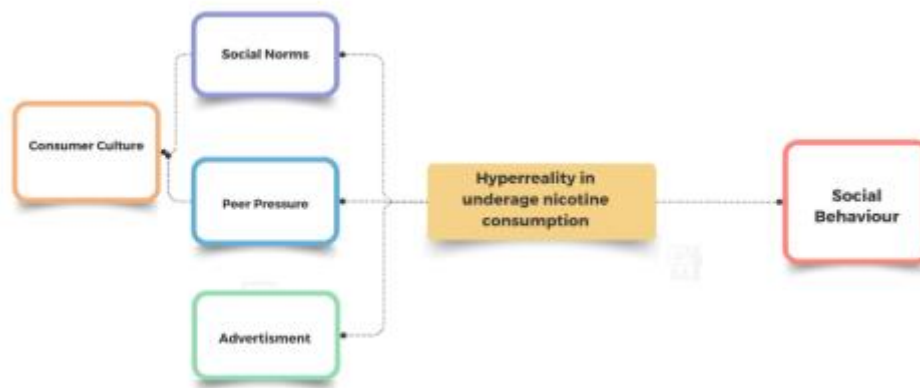 Social Norms
Consumer Culture
Peer Pressure
Advertisment
Hyperreality in
underage nicotine
consumption
Social
Behaviour